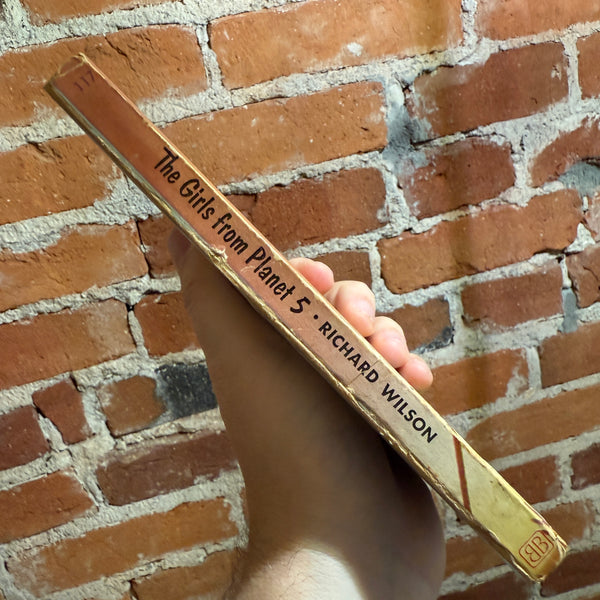 117
The Girls from Planet 5 · RICHARD WILSON
BB